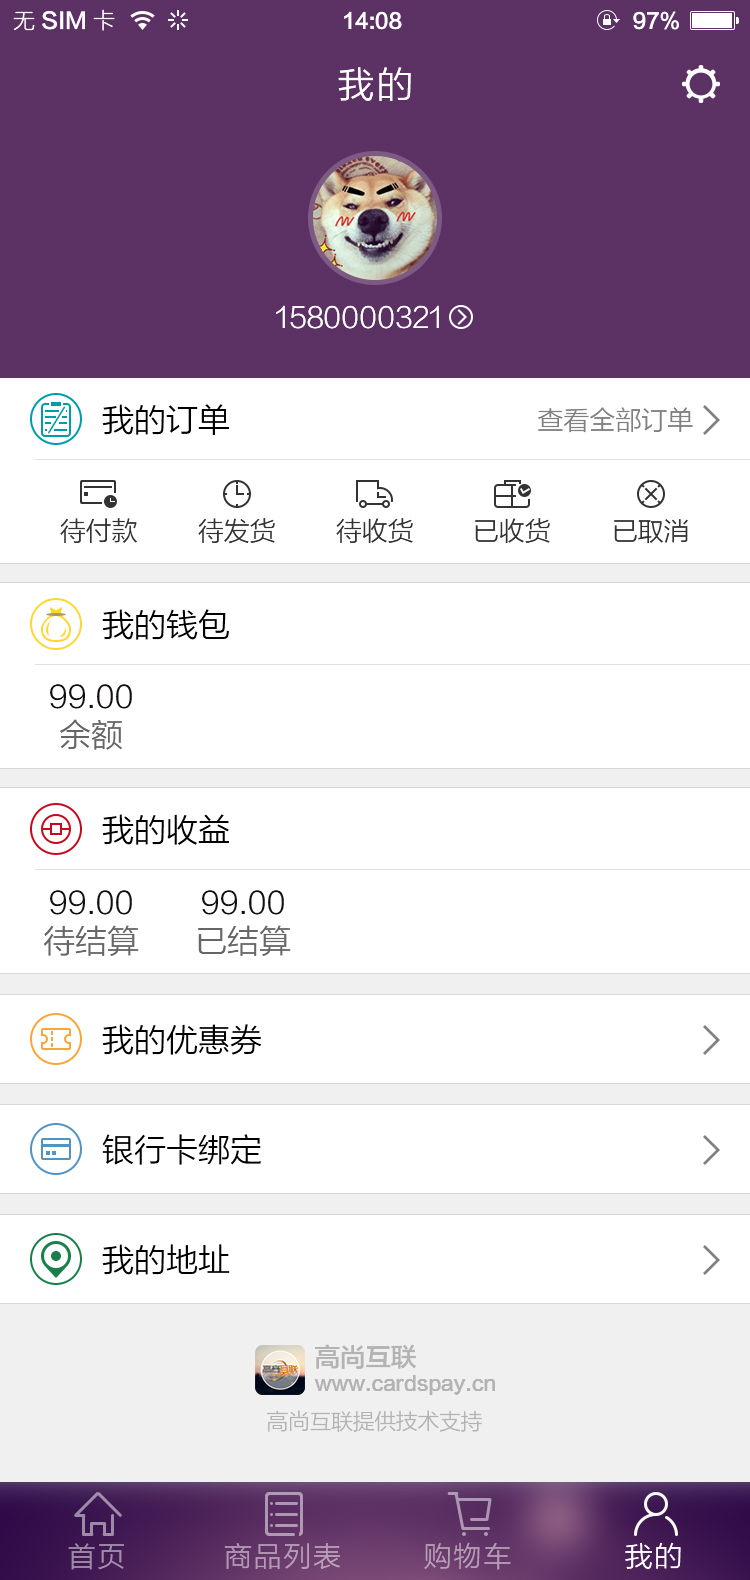 无 SIM 卡 14:08 97%
我的
1580000321
我的订单 查看全部订单
待付款 待发货 待收货 已收货 已取消
我的钱包
99.00
余额
我的收益
99.00 99.00
待结算 已结算
我的优惠券
银行卡绑定
我的地址
高尚互联
www.cardspay.cn
高尚互联提供技术支持
首页 商品列表 购物车 我的